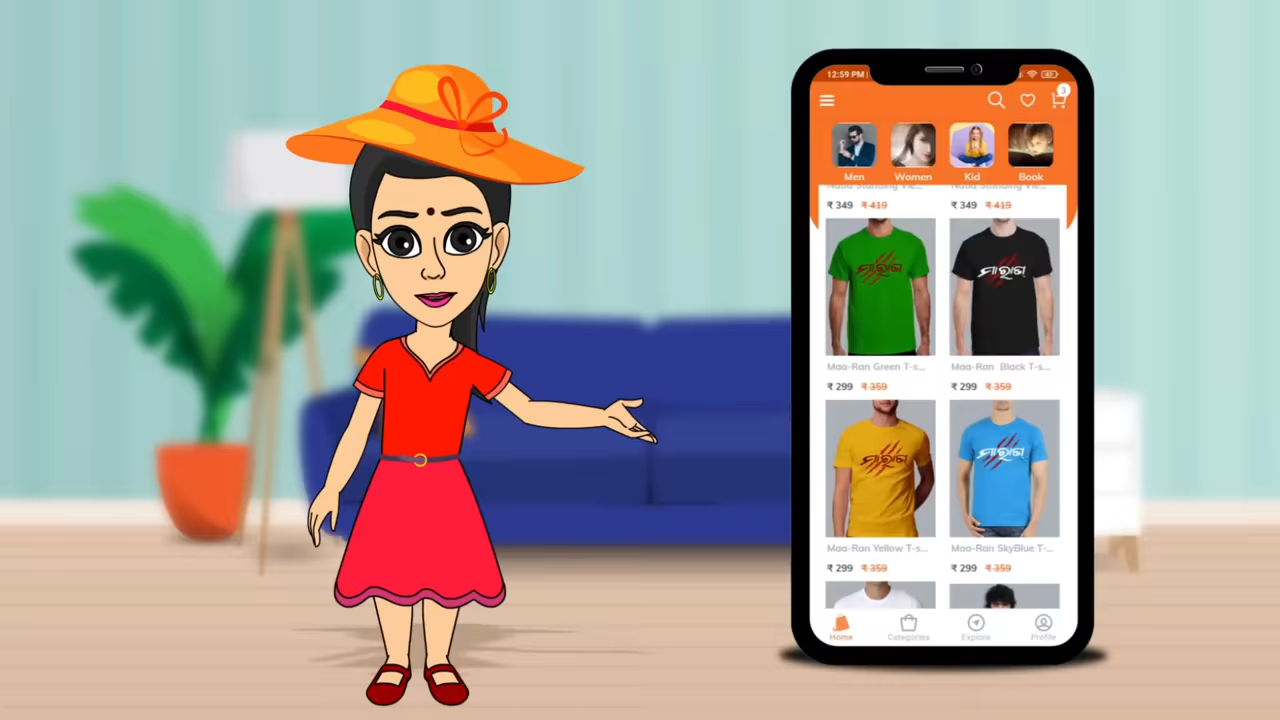 12:59 PM
3
Men Women Kid Book
₹ 349 ₹ 419 ₹ 349 ₹ 419
ମାରାଣ ମାରାଣ
Maa-Ran Green T-s... Maa-Ran Black T-s...
₹ 299 ₹ 359 ₹ 299 ₹ 359
ମାରାଣ ମାରାଣ
Maa-Ran Yellow T-s... Maa-Ran SkyBlue T-...
₹ 299 ₹ 359 ₹ 299 ₹ 359
Home Categories Explore Profile